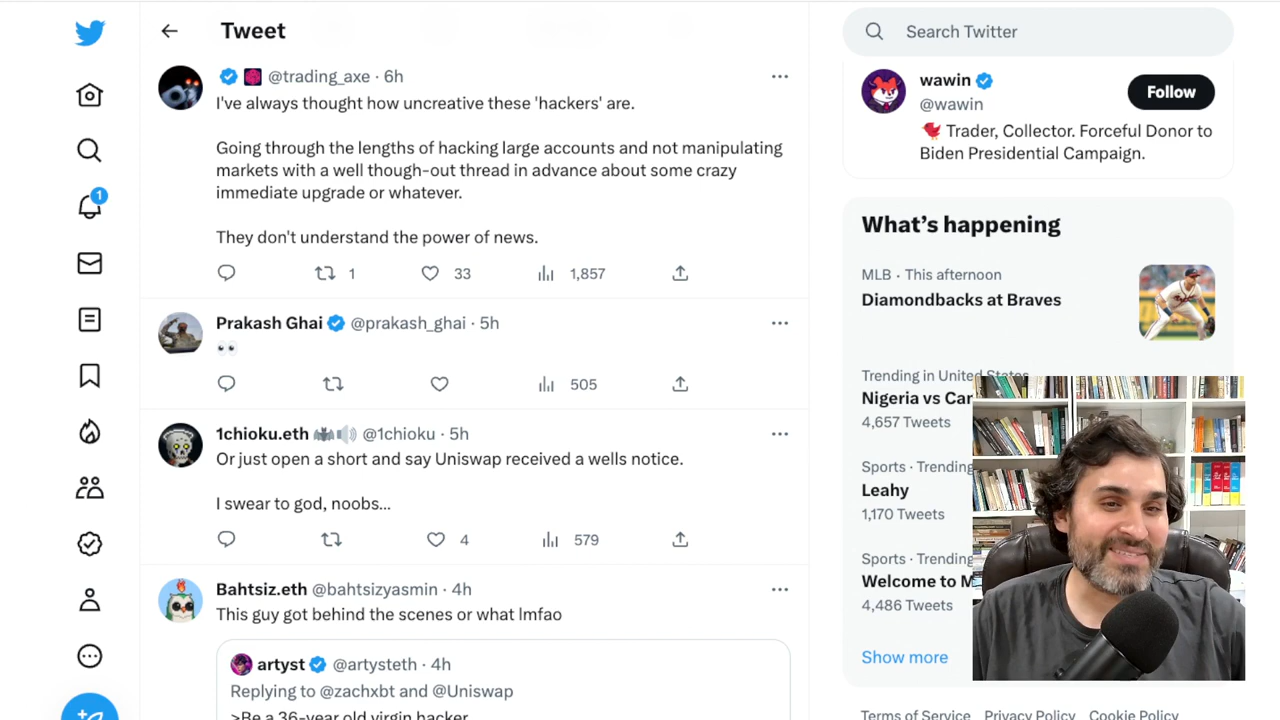 Tweet
@trading_axe · 6h
I've always thought how uncreative these 'hackers' are.
Going through the lengths of hacking large accounts and not manipulating
markets with a well though-out thread in advance about some crazy
immediate upgrade or whatever.
They don't understand the power of news.
1 33 1,857
Prakash Ghai @prakash_ghai · 5h
505
1chioku.eth @1chioku · 5h
Or just open a short and say Uniswap received a wells notice.
I swear to god, noobs...
4 579
Bahtsiz.eth @bahtsizyasmin · 4h
This guy got behind the scenes or what lmfao
artyst @artysteth · 4h
Replying to @zachxbt and @Uniswap
>Be a 36-year old virgin hacker
1
Search Twitter
wawin
@wawin
Follow
Trader, Collector. Forceful Donor to
Biden Presidential Campaign.
What's happening
MLB · This afternoon
Diamondbacks at Braves
Trending in United States
Nigeria vs Car
4,657 Tweets
Sports · Trending
Leahy
1,170 Tweets
Sports · Trending
Welcome to M
4,486 Tweets
Show more
Terms of Service Privacy Policy Cookie Policy